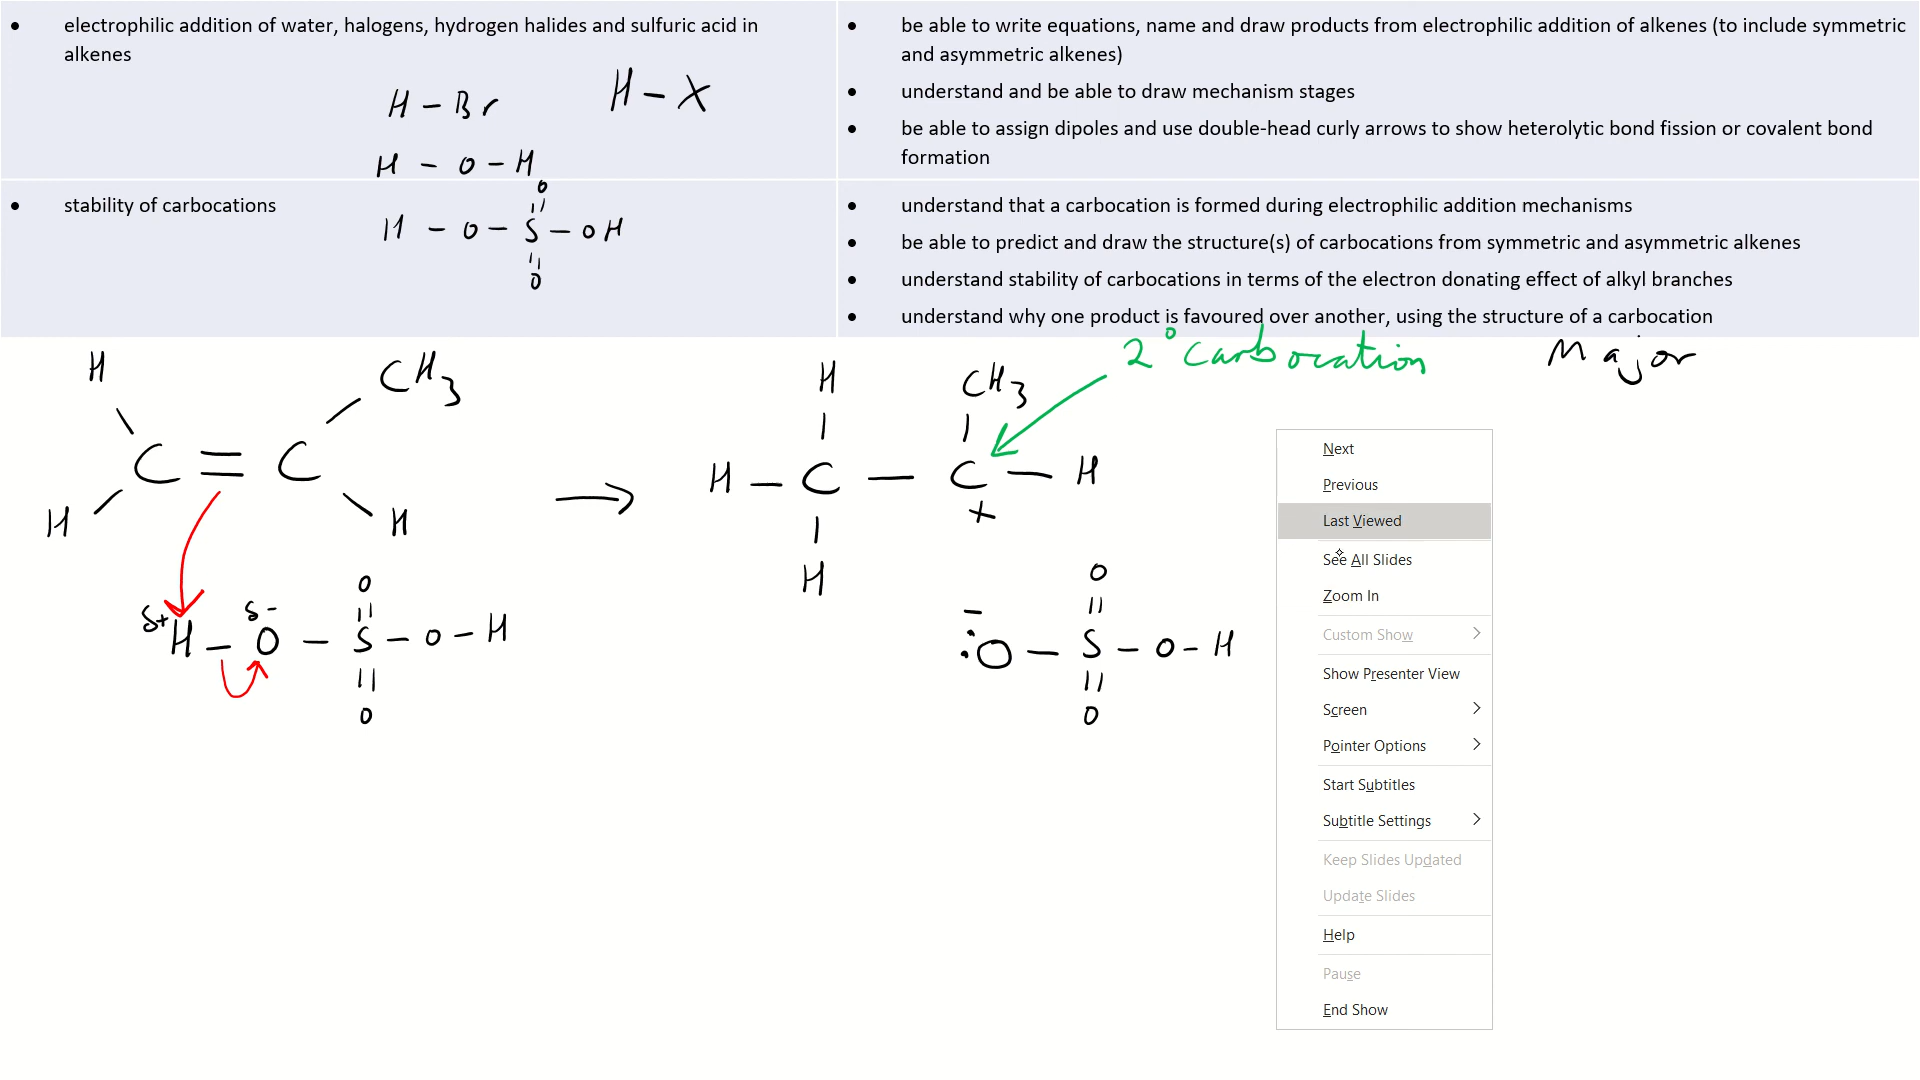 • electrophilic addition of water, halogens, hydrogen halides and sulfuric acid in
alkenes
• be able to write equations, name and draw products from electrophilic addition of alkenes (to include symmetric
and asymmetric alkenes)
• understand and be able to draw mechanism stages
• be able to assign dipoles and use double-head curly arrows to show heterolytic bond fission or covalent bond
formation
H – Br
H – X
H – O – H
• stability of carbocations
O
H – O – S – OH
O
• understand that a carbocation is formed during electrophilic addition mechanisms
• be able to predict and draw the structure(s) of carbocations from symmetric and asymmetric alkenes
• understand stability of carbocations in terms of the electron donating effect of alkyl branches
• understand why one product is favoured over another, using the structure of a carbocation
2° carbocation
Major
H CH3
C = C
H H
δ+ δ-
O
H – O – S – O – H
O
H CH3
H – C – C – H
+
H
O
–
:O – S – O – H
O
Next
Previous
Last Viewed
See All Slides
Zoom In
Custom Show
Show Presenter View
Screen
Pointer Options
Start Subtitles
Subtitle Settings
Keep Slides Updated
Update Slides
Help
Pause
End Show